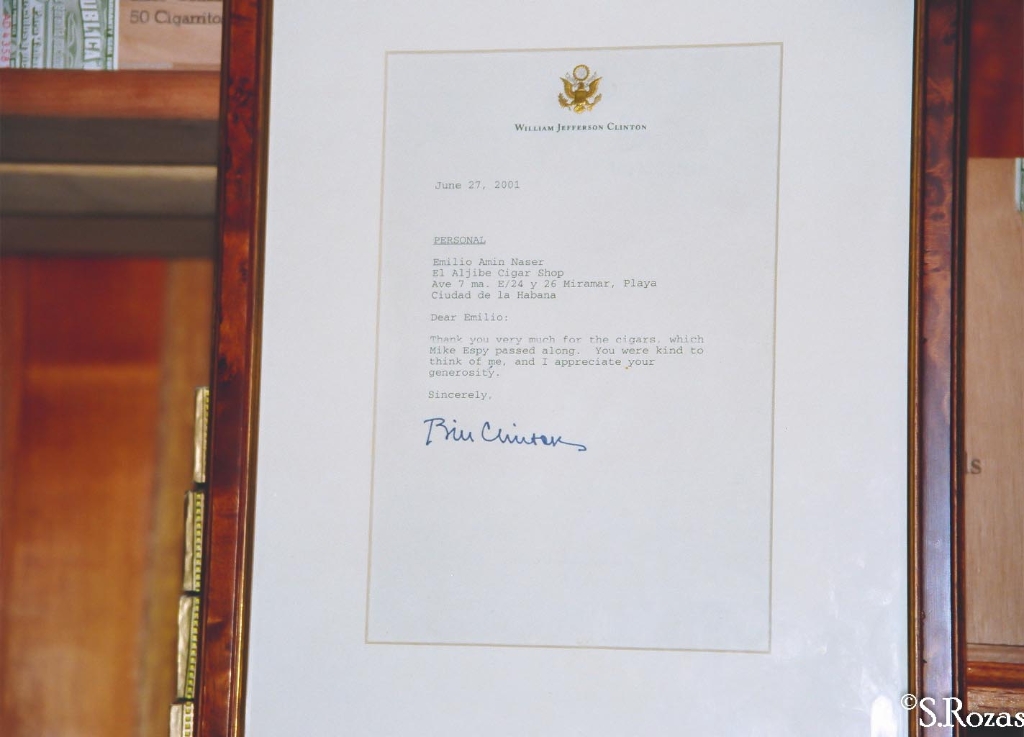 PUBLICA
50 Cigarrito
WILLIAM JEFFERSON CLINTON
June 27, 2001
PERSONAL
Emilio Amin Naser
El Aljibe Cigar Shop
Ave 7 ma. E/24 y 26 Miramar, Playa
Ciudad de la Habana
Dear Emilio:
Thank you very much for the cigars, which
Mike Espy passed along. You were kind to
think of me, and I appreciate your
generosity.
Sincerely,
Bill Clinton
©S.Rozas